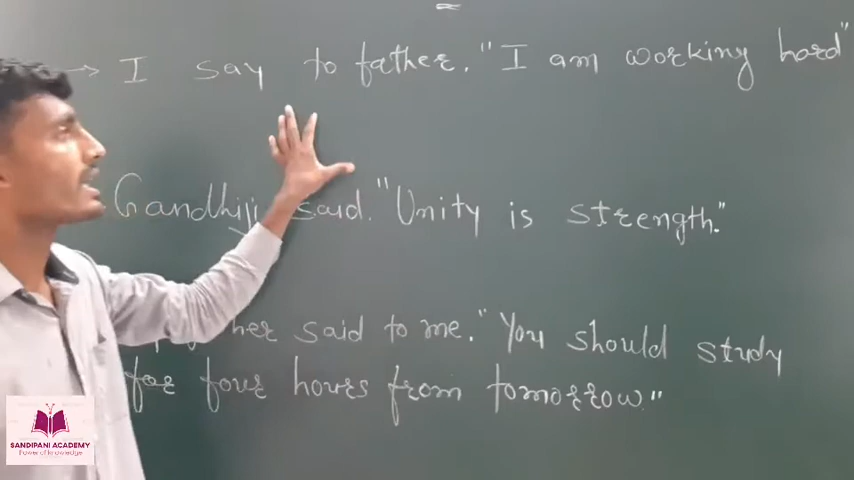 → I say to father. "I am working hard"
Gandhiji said. "Unity is strength."
said to me. "You should study
for four hours from tomorrow."
SANDIPANI ACADEMY
Power of knowledge